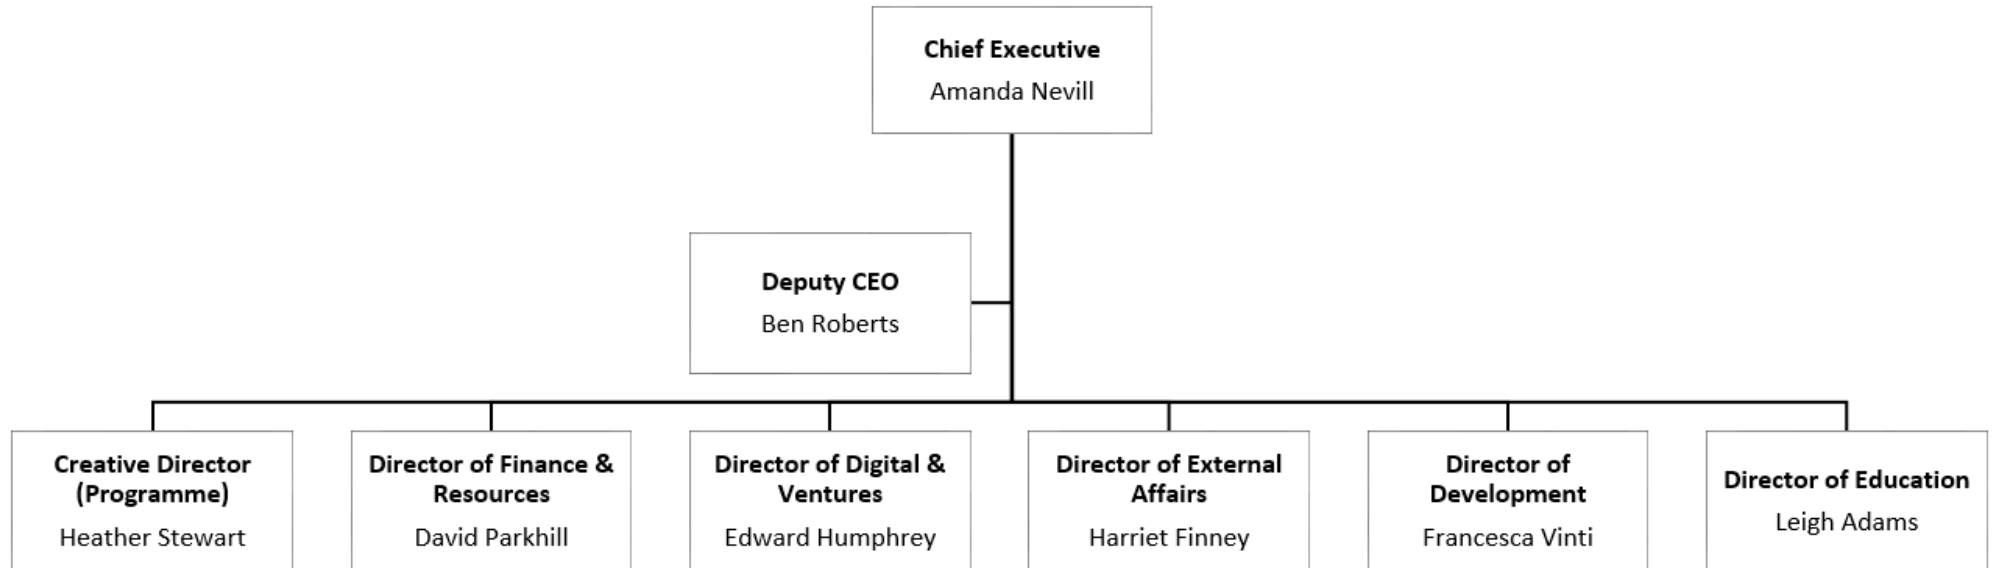 Chief Executive
Amanda Nevill
Deputy CEO
Ben Roberts
Creative Director
(Programme)
Heather Stewart
Director of Finance &
Resources
David Parkhill
Director of Digital &
Ventures
Edward Humphrey
Director of External
Affairs
Harriet Finney
Director of
Development
Francesca Vinti
Director of Education
Leigh Adams